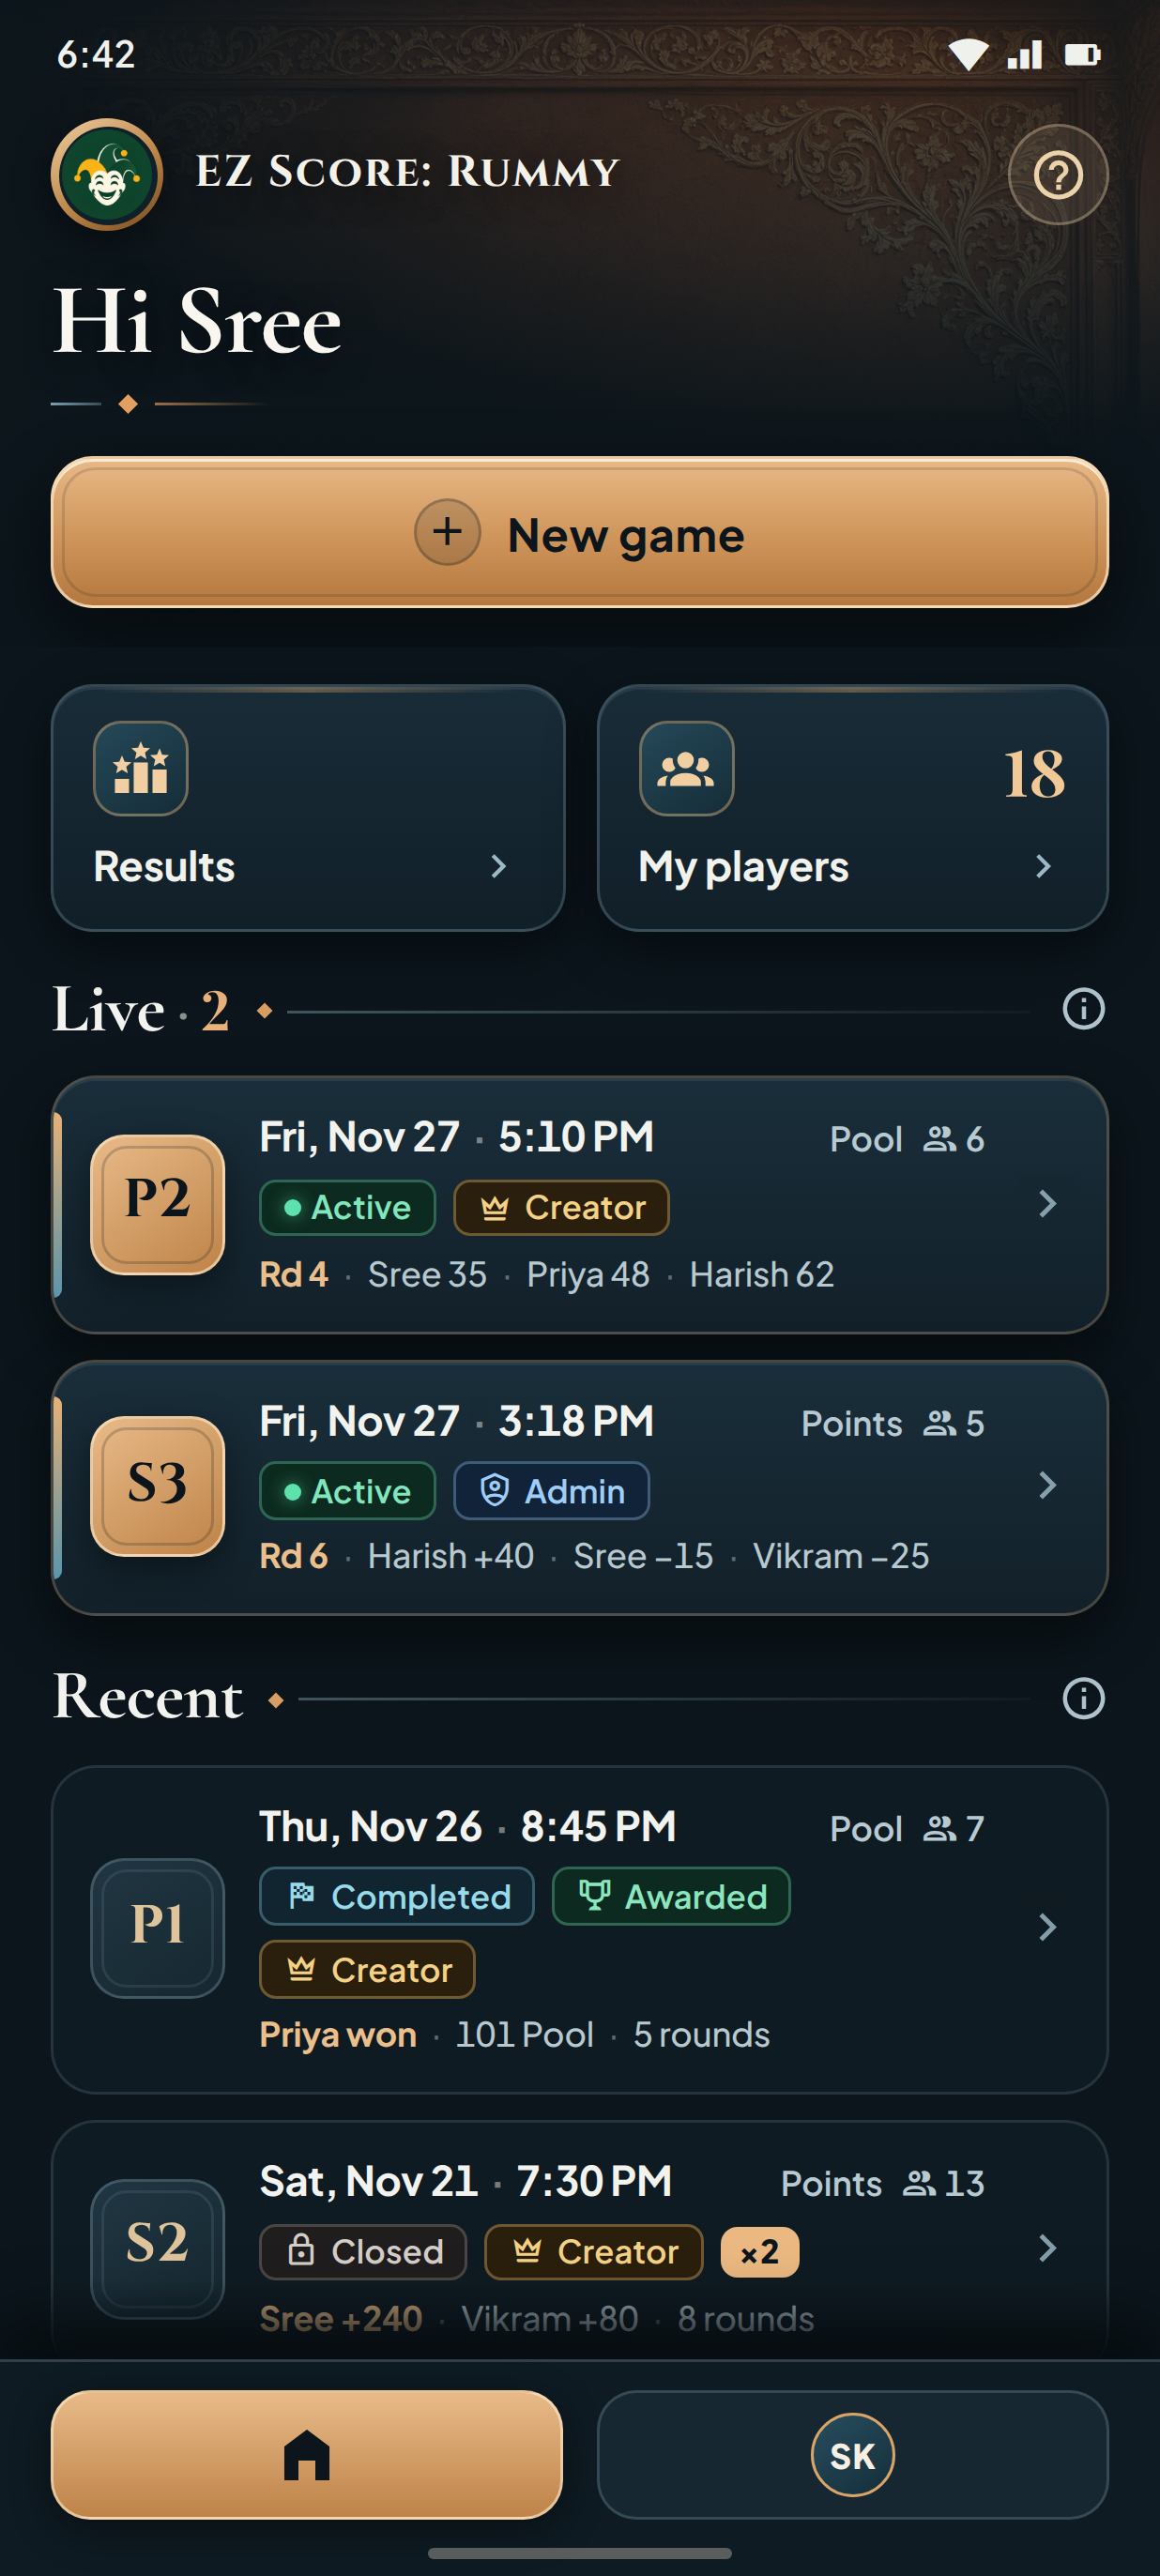 6:42
EZ Score: Rummy
Hi Sree
New game
18
Results
My players
Live · 2
P2
Fri, Nov 27 · 5:10 PM
Pool 6
Active
Creator
Rd 4 · Sree 35 · Priya 48 · Harish 62
S3
Fri, Nov 27 · 3:18 PM
Points 5
Active
Admin
Rd 6 · Harish +40 · Sree −15 · Vikram −25
Recent
P1
Thu, Nov 26 · 8:45 PM
Pool 7
Completed
Awarded
Creator
Priya won · 101 Pool · 5 rounds
S2
Sat, Nov 21 · 7:30 PM
Points 13
Closed
Creator
×2
Sree +240 · Vikram +80 · 8 rounds
SK